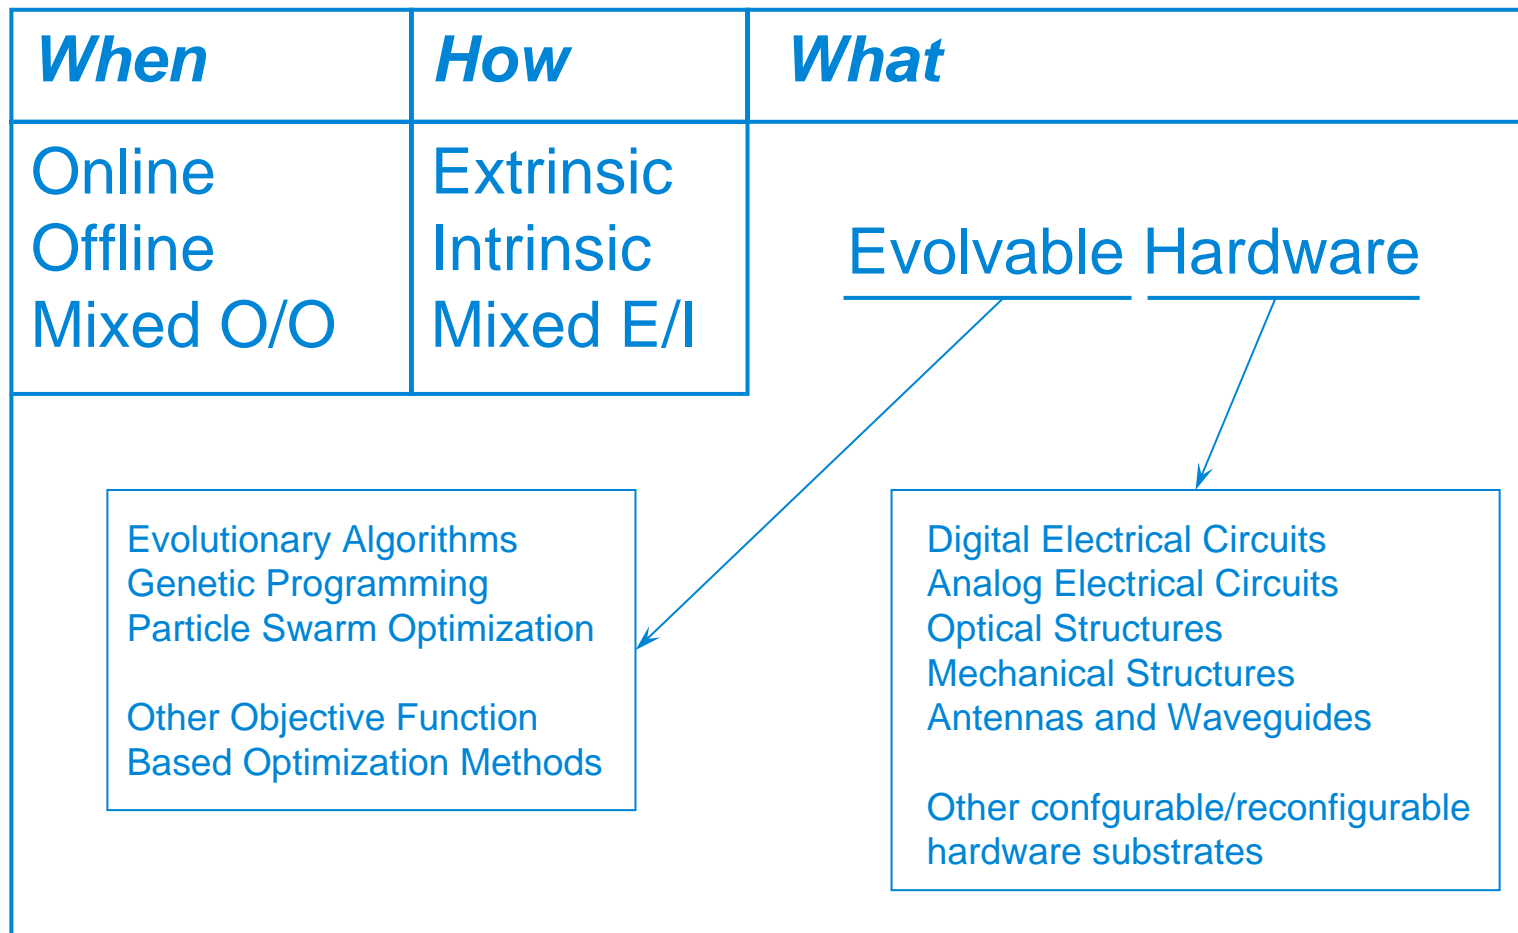 When
How
What
Online
Offline
Mixed O/O
Extrinsic
Intrinsic
Mixed E/I
Evolvable Hardware
Evolutionary Algorithms
Genetic Programming
Particle Swarm Optimization
Other Objective Function
Based Optimization Methods
Digital Electrical Circuits
Analog Electrical Circuits
Optical Structures
Mechanical Structures
Antennas and Waveguides
Other confgurable/reconfigurable
hardware substrates